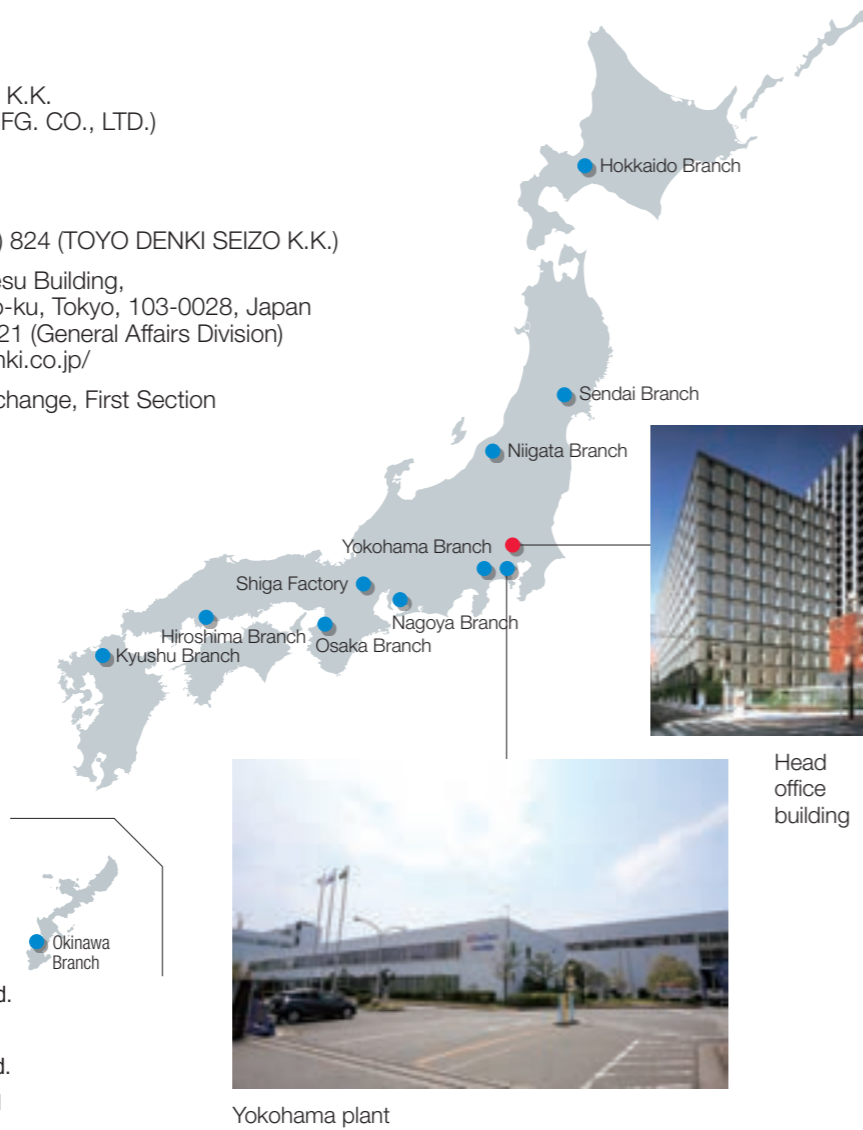 K.K.
FG. CO., LTD.)
) 824 (TOYO DENKI SEIZO K.K.)
esu Building,
o-ku, Tokyo, 103-0028, Japan
21 (General Affairs Division)
nki.co.jp/
change, First Section
Hokkaido Branch
Sendai Branch
Niigata Branch
Yokohama Branch
Shiga Factory
Nagoya Branch
Hiroshima Branch
Osaka Branch
Kyushu Branch
Head
office
building
Okinawa
Branch
d.
d.
Yokohama plant